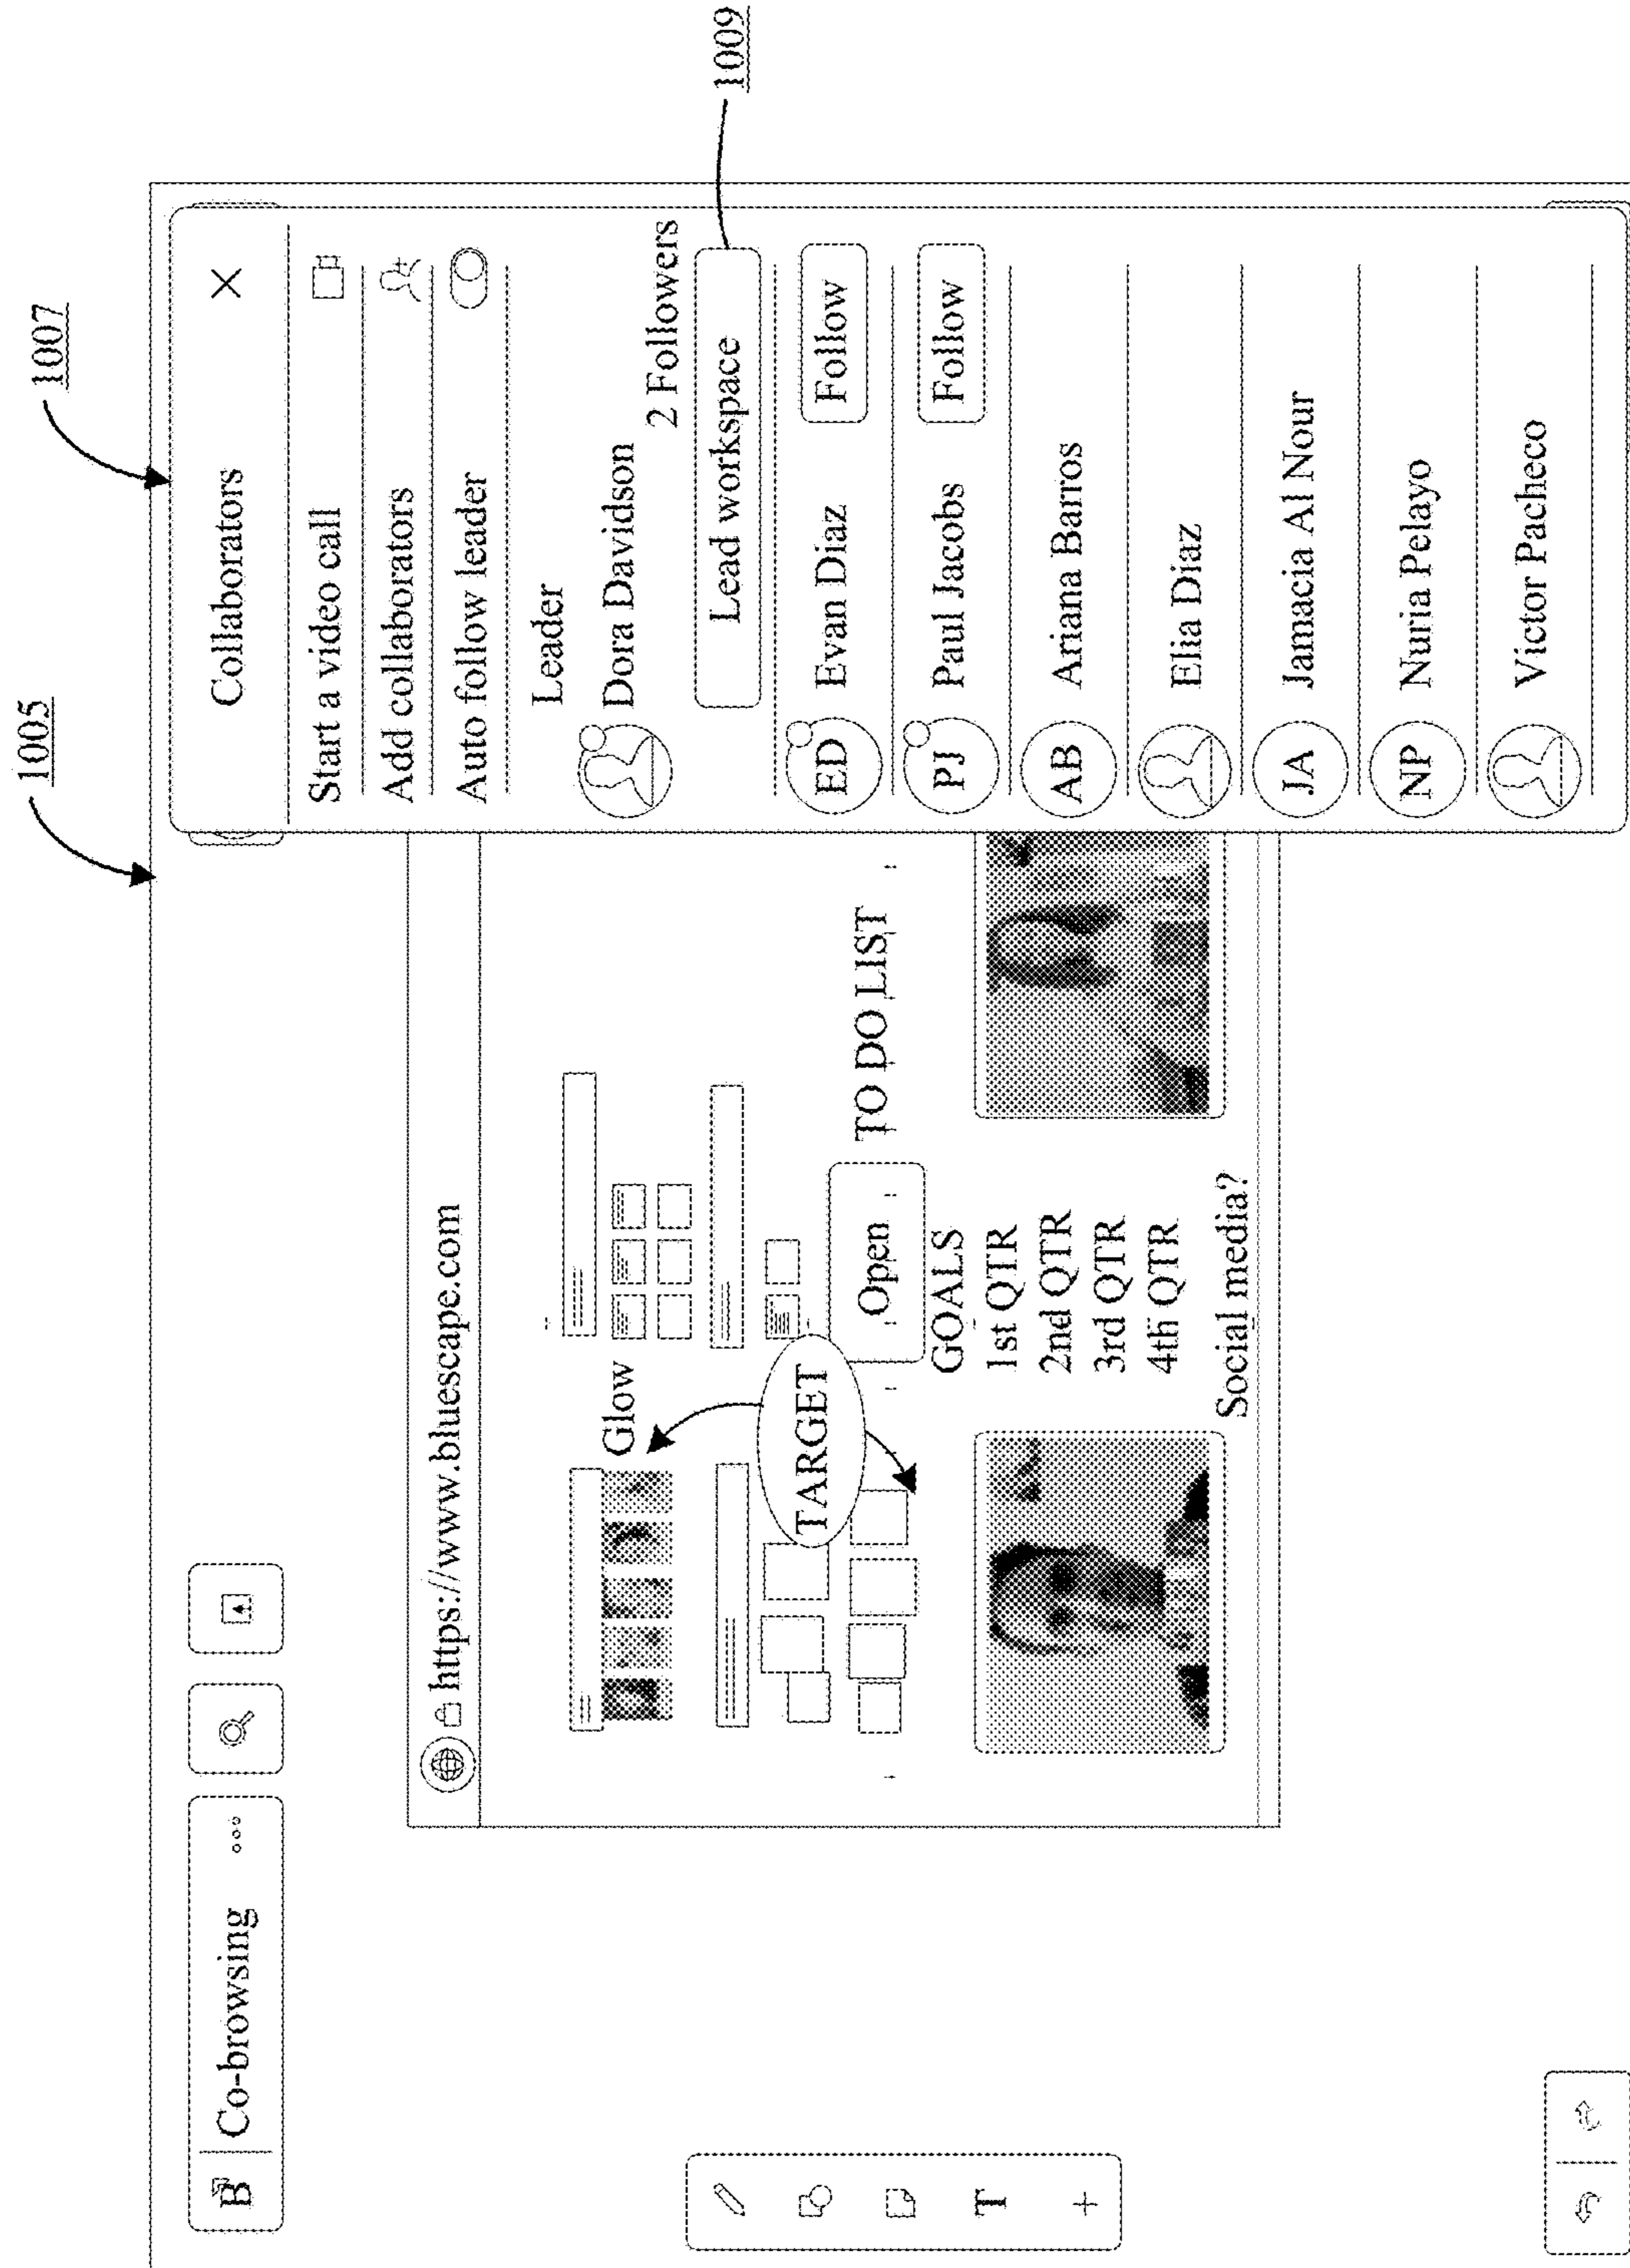 1005
1007
1009
B Co-browsing
https://www.bluescape.com
Glow
TARGET
Open
TO DO LIST
GOALS
1st QTR
2nd QTR
3rd QTR
4th QTR
Social media?
T
Collaborators
Start a video call
Add collaborators
Auto follow leader
Leader
Dora Davidson
2 Followers
Lead workspace
ED Evan Diaz Follow
PJ Paul Jacobs Follow
AB Ariana Barros
Elia Diaz
JA Jamacia Al Nour
NP Nuria Pelayo
Victor Pacheco